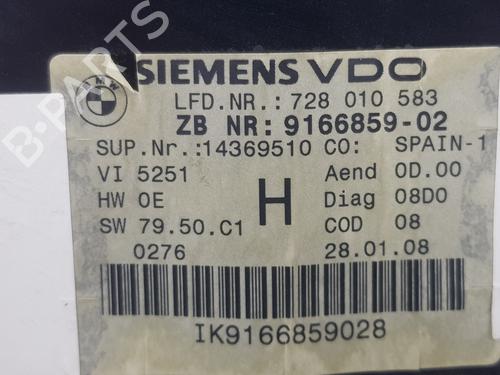 BMW
SIEMENS VDO
LFD.NR.: 728 010 583
ZB NR: 9166859-02
SUP.Nr.:14369510 CO: SPAIN-1
VI 5251 Aend 0D.00
HW 0E H Diag 08D0
SW 79.50.C1 COD 08
0276 28.01.08
IK9166859028
B-PARTS